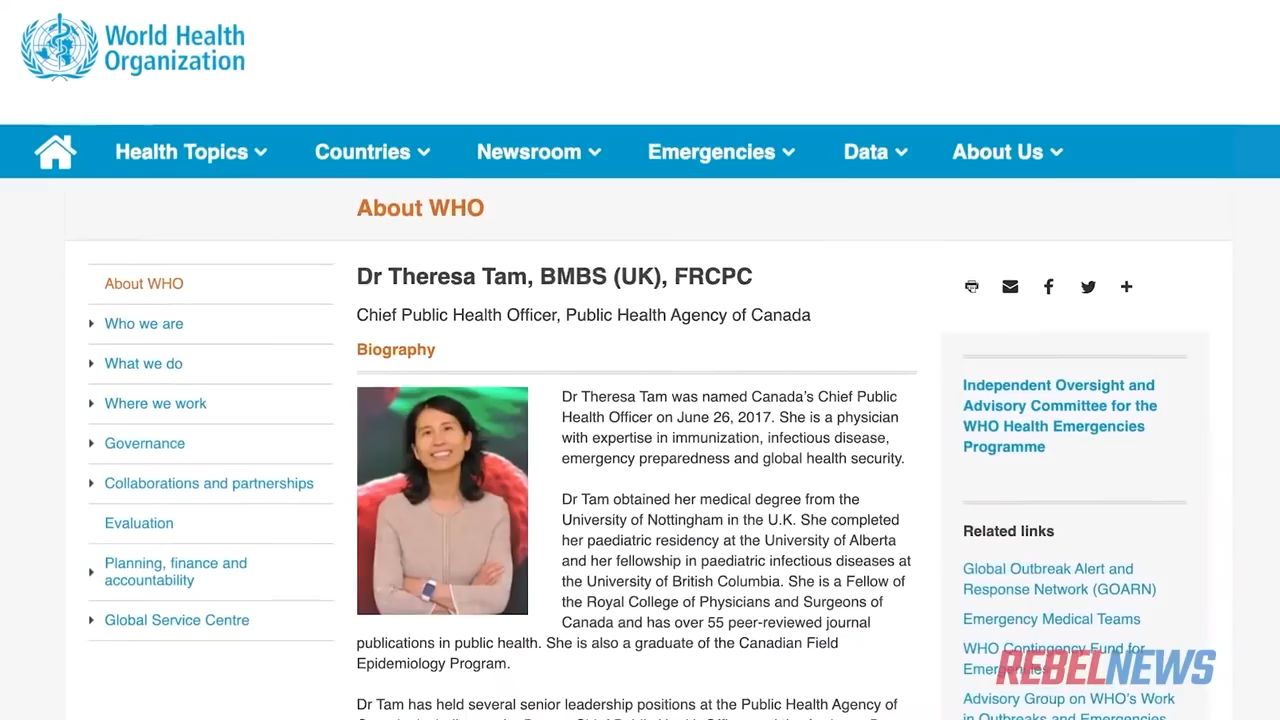 World Health
Organization
Health Topics
Countries
Newsroom
Emergencies
Data
About Us
About WHO
About WHO
Who we are
What we do
Where we work
Governance
Collaborations and partnerships
Evaluation
Planning, finance and
accountability
Global Service Centre
Dr Theresa Tam, BMBS (UK), FRCPC
Chief Public Health Officer, Public Health Agency of Canada
Biography
Dr Theresa Tam was named Canada's Chief Public
Health Officer on June 26, 2017. She is a physician
with expertise in immunization, infectious disease,
emergency preparedness and global health security.
Dr Tam obtained her medical degree from the
University of Nottingham in the U.K. She completed
her paediatric residency at the University of Alberta
and her fellowship in paediatric infectious diseases at
the University of British Columbia. She is a Fellow of
the Royal College of Physicians and Surgeons of
Canada and has over 55 peer-reviewed journal
publications in public health. She is also a graduate of the Canadian Field
Epidemiology Program.
Dr Tam has held several senior leadership positions at the Public Health Agency of
Independent Oversight and
Advisory Committee for the
WHO Health Emergencies
Programme
Related links
Global Outbreak Alert and
Response Network (GOARN)
Emergency Medical Teams
WHO Contingency Fund for
Emergencies
Advisory Group on WHO's Work
in Outbreaks and Emergencies
REBELNEWS